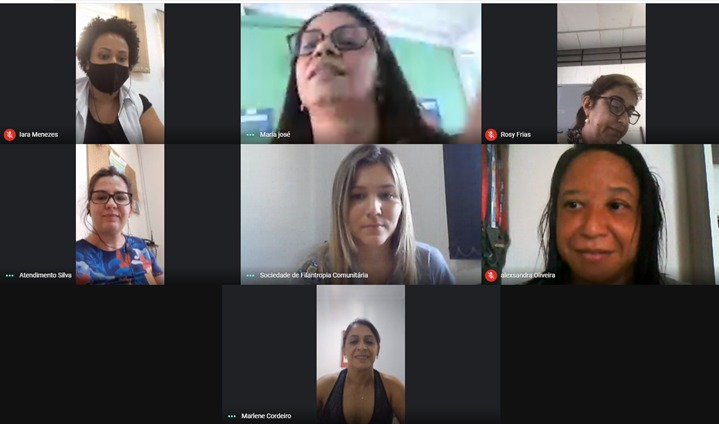 Iara Menezes
Maria josé
Rosy Frias
Atendimento Silva
Sociedade de Filantropia Comunitária
alexsandra Oliveira
Marlene Cordeiro